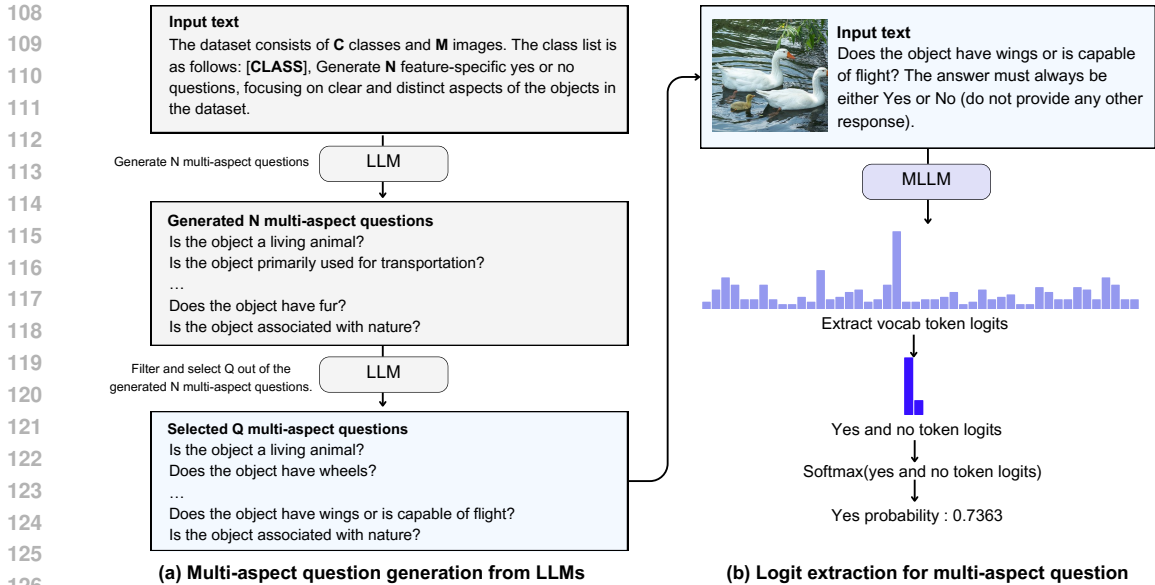 108
109
110
111
112
113
114
115
116
117
118
119
120
121
122
123
124
125
126
Input text
The dataset consists of C classes and M images. The class list is
as follows: [CLASS], Generate N feature-specific yes or no
questions, focusing on clear and distinct aspects of the objects in
the dataset.
Generate N multi-aspect questions
LLM
Generated N multi-aspect questions
Is the object a living animal?
Is the object primarily used for transportation?
...
Does the object have fur?
Is the object associated with nature?
Filter and select Q out of the
generated N multi-aspect questions.
LLM
Selected Q multi-aspect questions
Is the object a living animal?
Does the object have wheels?
...
Does the object have wings or is capable of flight?
Is the object associated with nature?
(a) Multi-aspect question generation from LLMs
Input text
Does the object have wings or is capable
of flight? The answer must always be
either Yes or No (do not provide any other
response).
MLLM
Extract vocab token logits
Yes and no token logits
Softmax(yes and no token logits)
Yes probability : 0.7363
(b) Logit extraction for multi-aspect question